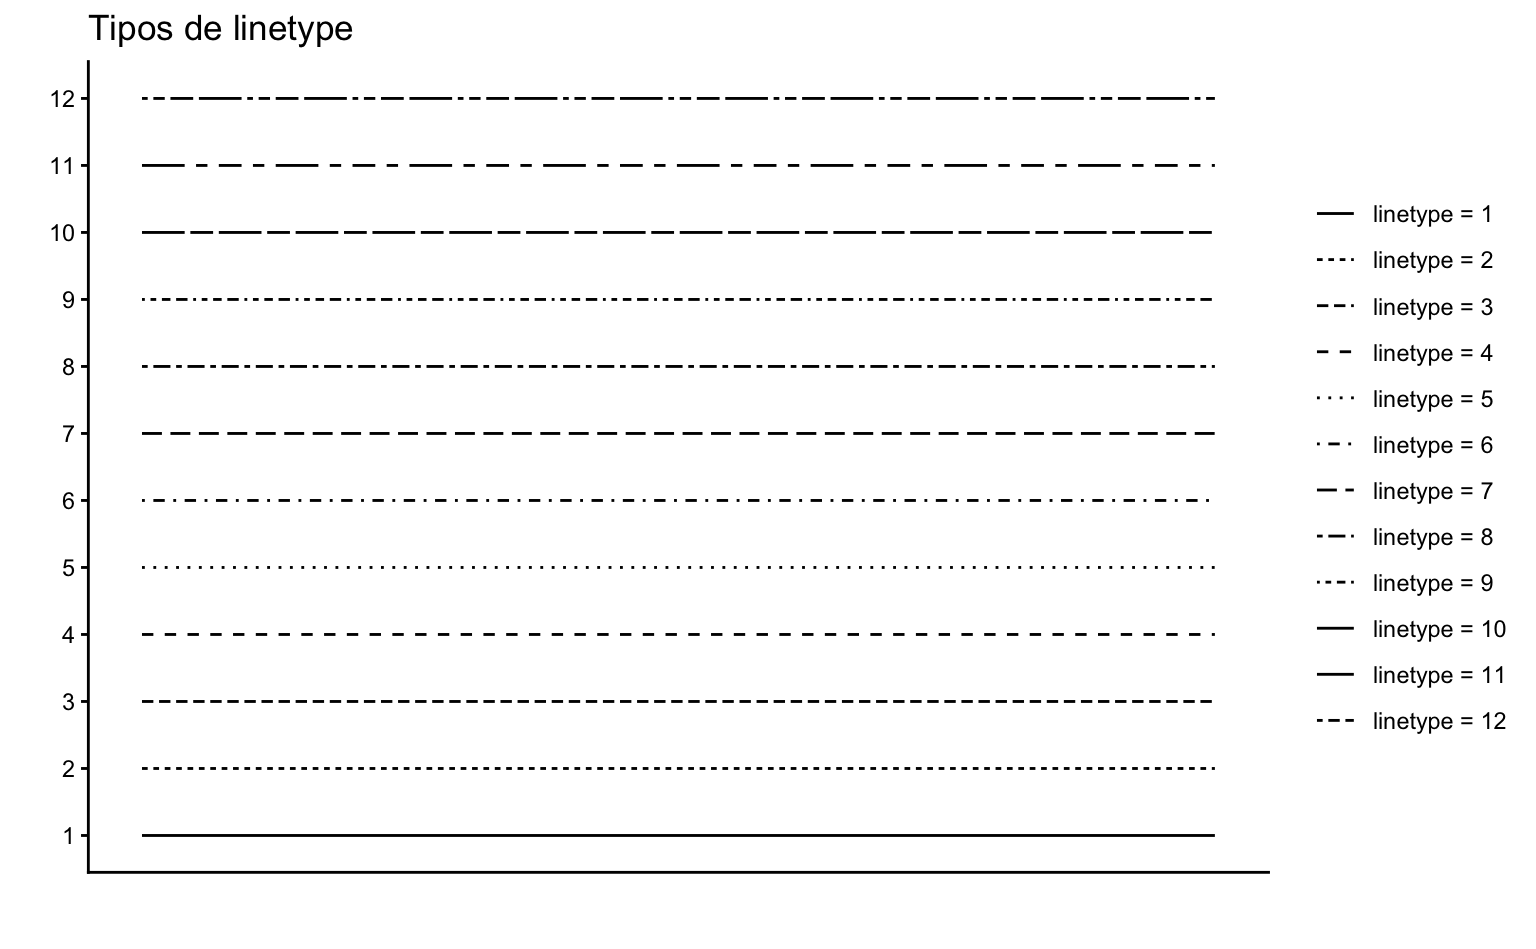 Tipos de linetype
12
11
10
9
8
7
6
5
4
3
2
1
linetype = 1
linetype = 2
linetype = 3
linetype = 4
linetype = 5
linetype = 6
linetype = 7
linetype = 8
linetype = 9
linetype = 10
linetype = 11
linetype = 12